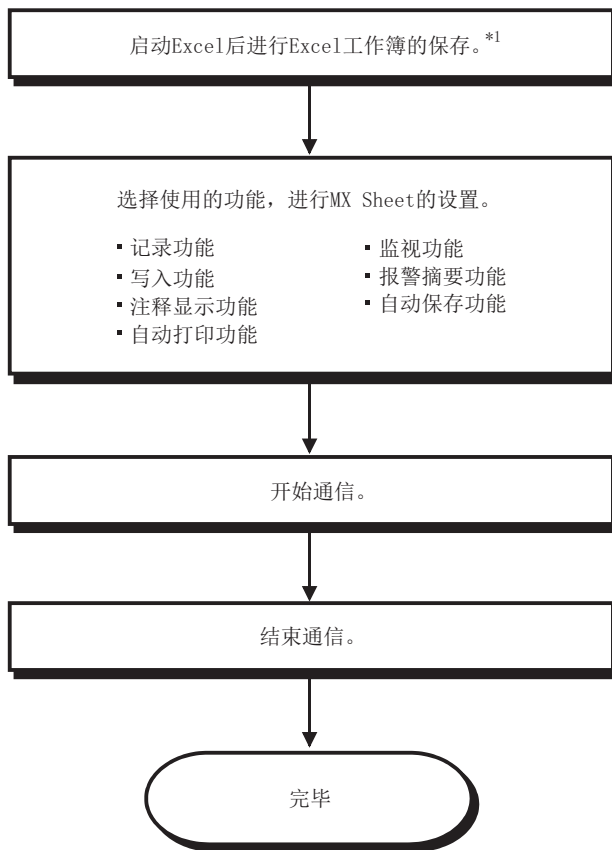 启动Excel后进行Excel工作簿的保存。*1
选择使用的功能，进行MX Sheet的设置。
▪ 记录功能
▪ 写入功能
▪ 注释显示功能
▪ 自动打印功能
▪ 监视功能
▪ 报警摘要功能
▪ 自动保存功能
开始通信。
结束通信。
完毕